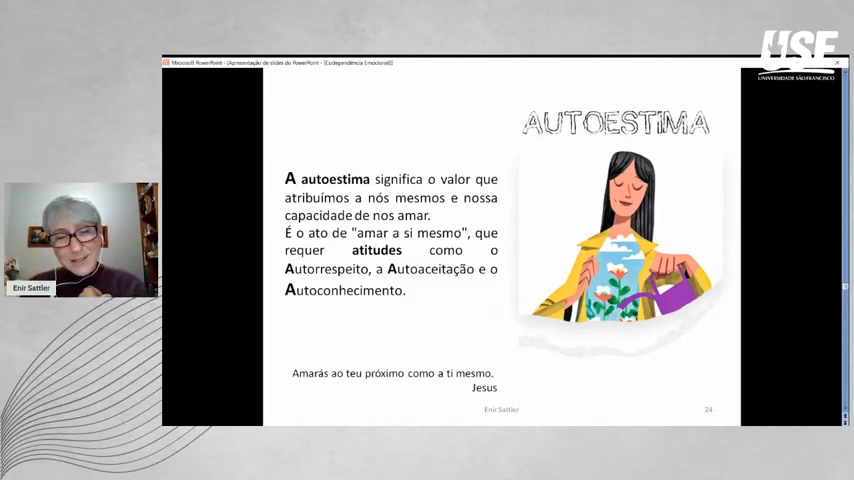 USF
UNIVERSIDADE SÃO FRANCISCO
Microsoft PowerPoint - [Apresentação de slides do PowerPoint - [Codependência Emocional]]
AUTOESTIMA
A autoestima significa o valor que
atribuímos a nós mesmos e nossa
capacidade de nos amar.
É o ato de "amar a si mesmo", que
requer atitudes como o
Autorrespeito, a Autoaceitação e o
Autoconhecimento.
Amarás ao teu próximo como a ti mesmo.
Jesus
Enir Sattler
24
Enir Sattler